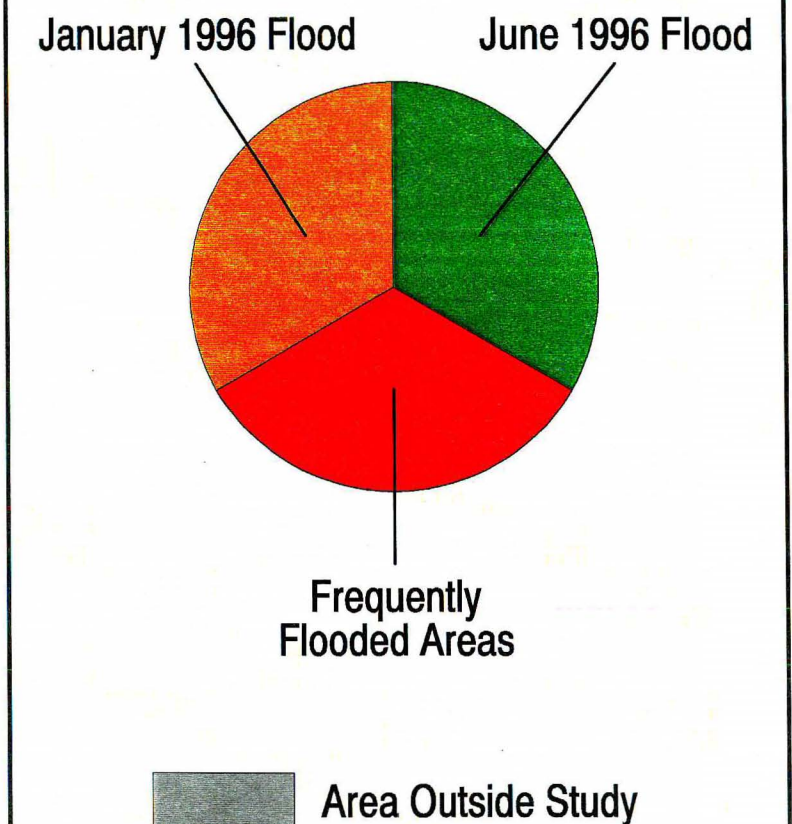 January 1996 Flood
June 1996 Flood
Frequently
Flooded Areas
Area Outside Study